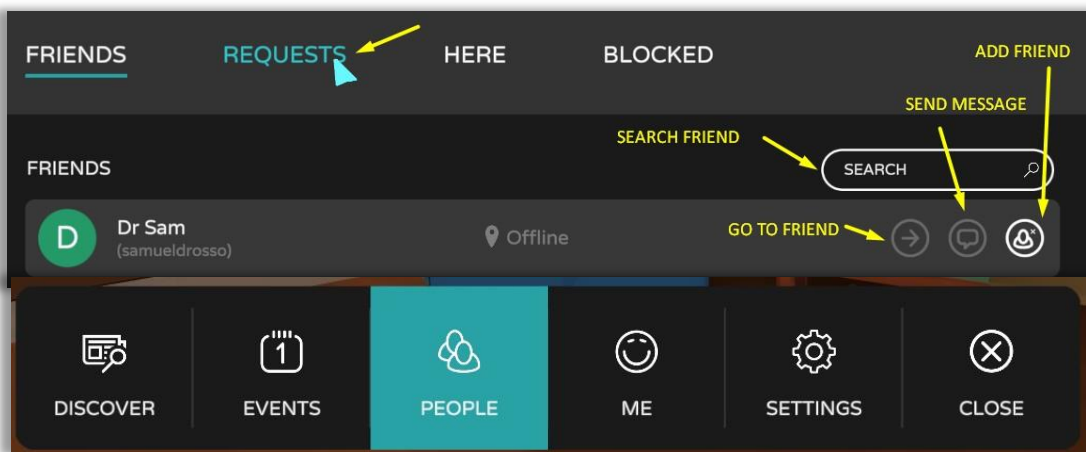 FRIENDS REQUESTS HERE BLOCKED
ADD FRIEND
SEND MESSAGE
SEARCH FRIEND
FRIENDS
SEARCH
D
Dr Sam
(samueldrosso)
Offline
GO TO FRIEND
1
DISCOVER EVENTS PEOPLE ME SETTINGS CLOSE